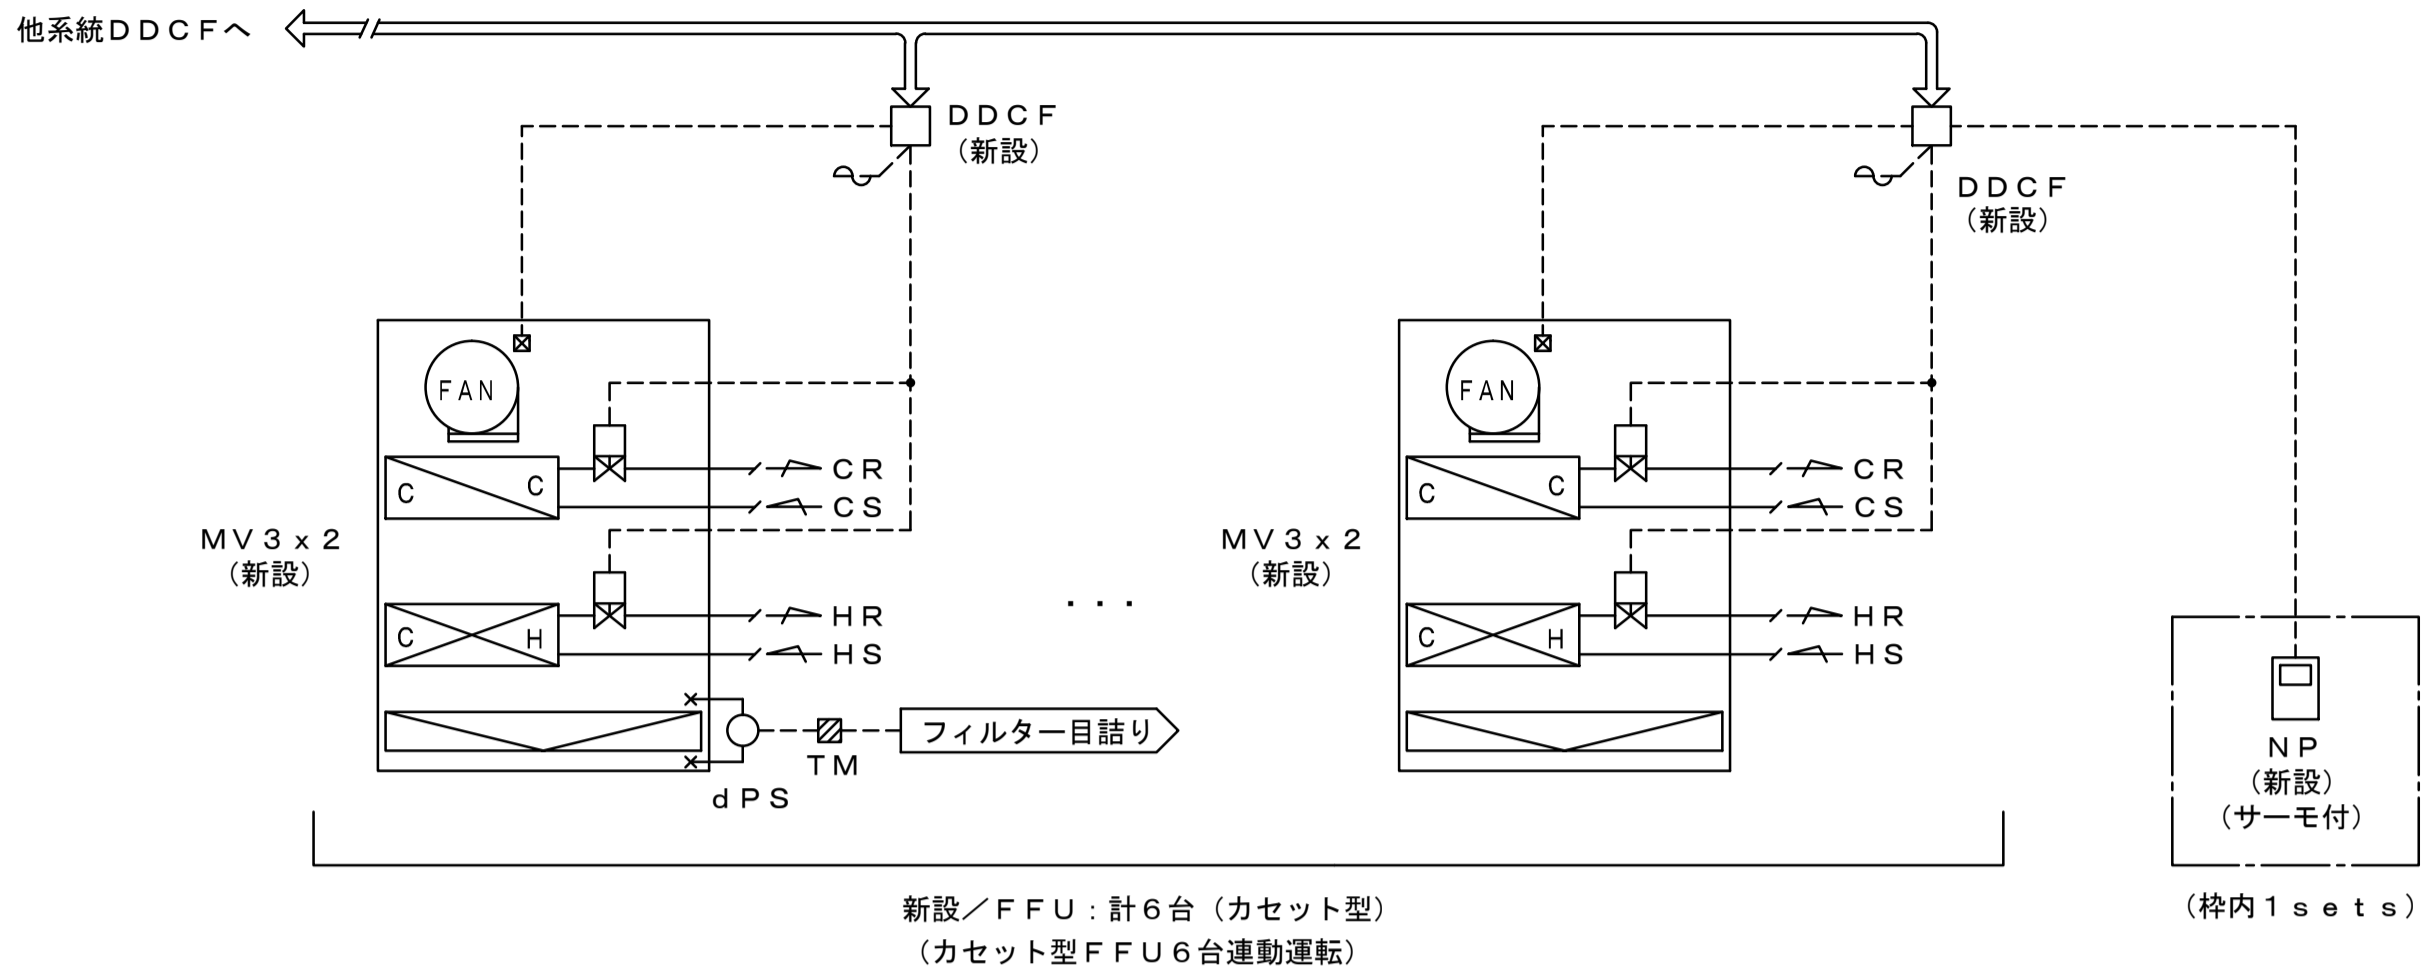 他系統ＤＤＣＦへ
ＤＤＣＦ
（新設）
ＤＤＣＦ
（新設）
ＦＡＮ
ＦＡＮ
Ｃ Ｃ
ＣＲ
ＣＳ
Ｃ Ｃ
ＣＲ
ＣＳ
ＭＶ３ｘ２
（新設）
ＭＶ３ｘ２
（新設）
Ｃ Ｈ
ＨＲ
ＨＳ
・・・
Ｃ Ｈ
ＨＲ
ＨＳ
フィルター目詰り
ＴＭ
ｄＰＳ
ＮＰ
（新設）
（サーモ付）
（枠内１ｓｅｔｓ）
新設／ＦＦＵ：計６台（カセット型）
（カセット型ＦＦＵ６台連動運転）